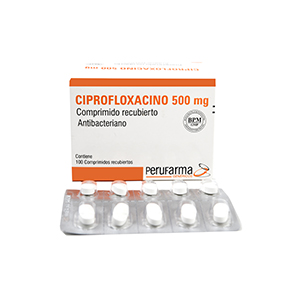 CIPROFLOXACINO 500 mg
Comprimido recubierto
Antibacteriano
BPM
Contiene
100 Comprimidos recubiertos
PERUFARMA